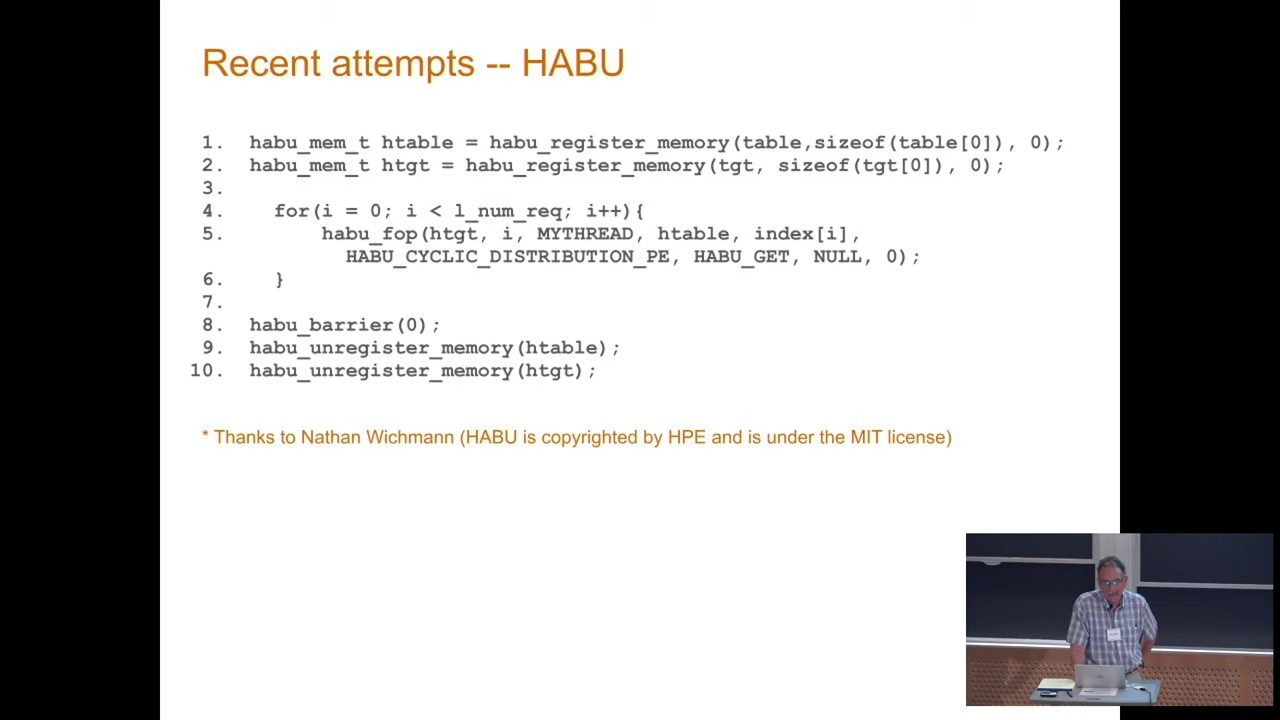 Recent attempts -- HABU
1. habu_mem_t htable = habu_register_memory(table,sizeof(table[0]), 0);
2. habu_mem_t htgt = habu_register_memory(tgt, sizeof(tgt[0]), 0);
3.
4. for(i = 0; i < l_num_req; i++){
5. habu_fop(htgt, i, MYTHREAD, htable, index[i],
HABU_CYCLIC_DISTRIBUTION_PE, HABU_GET, NULL, 0);
6. }
7.
8. habu_barrier(0);
9. habu_unregister_memory(htable);
10. habu_unregister_memory(htgt);
* Thanks to Nathan Wichmann (HABU is copyrighted by HPE and is under the MIT license)